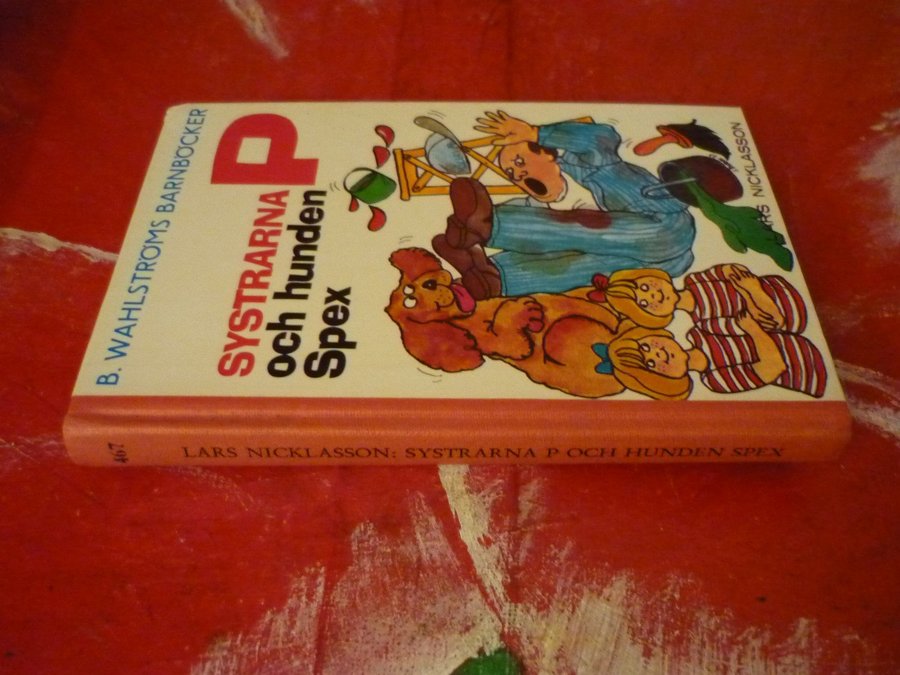 B. WAHLSTRÖMS BARNBÖCKER
SYSTRARNA P
och hunden
Spex
LARS NICKLASSON
467 LARS NICKLASSON: SYSTRARNA P OCH HUNDEN SPEX